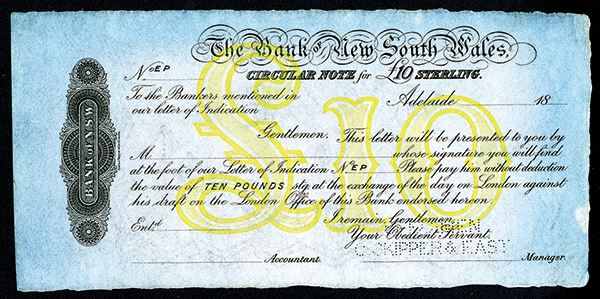 The Bank OF New South Wales,
No EP
CIRCULAR NOTE for £10 STERLING.
To the Bankers mentioned in
our letter of Indication
Adelaide 18
£10
BANK OF N.S.W.
Gentlemen. This letter will be presented to you by
M whose signature you will find
at the foot of our Letter of Indication No EP Please pay him without deduction
the value of TEN POUNDS stg at the exchange of the day on London against
his draft on the London Office of this Bank endorsed hereon.
I remain, Gentlemen,
Entd Your Obedient Servant.
SKIPPER & EAST
Accountant. Manager.